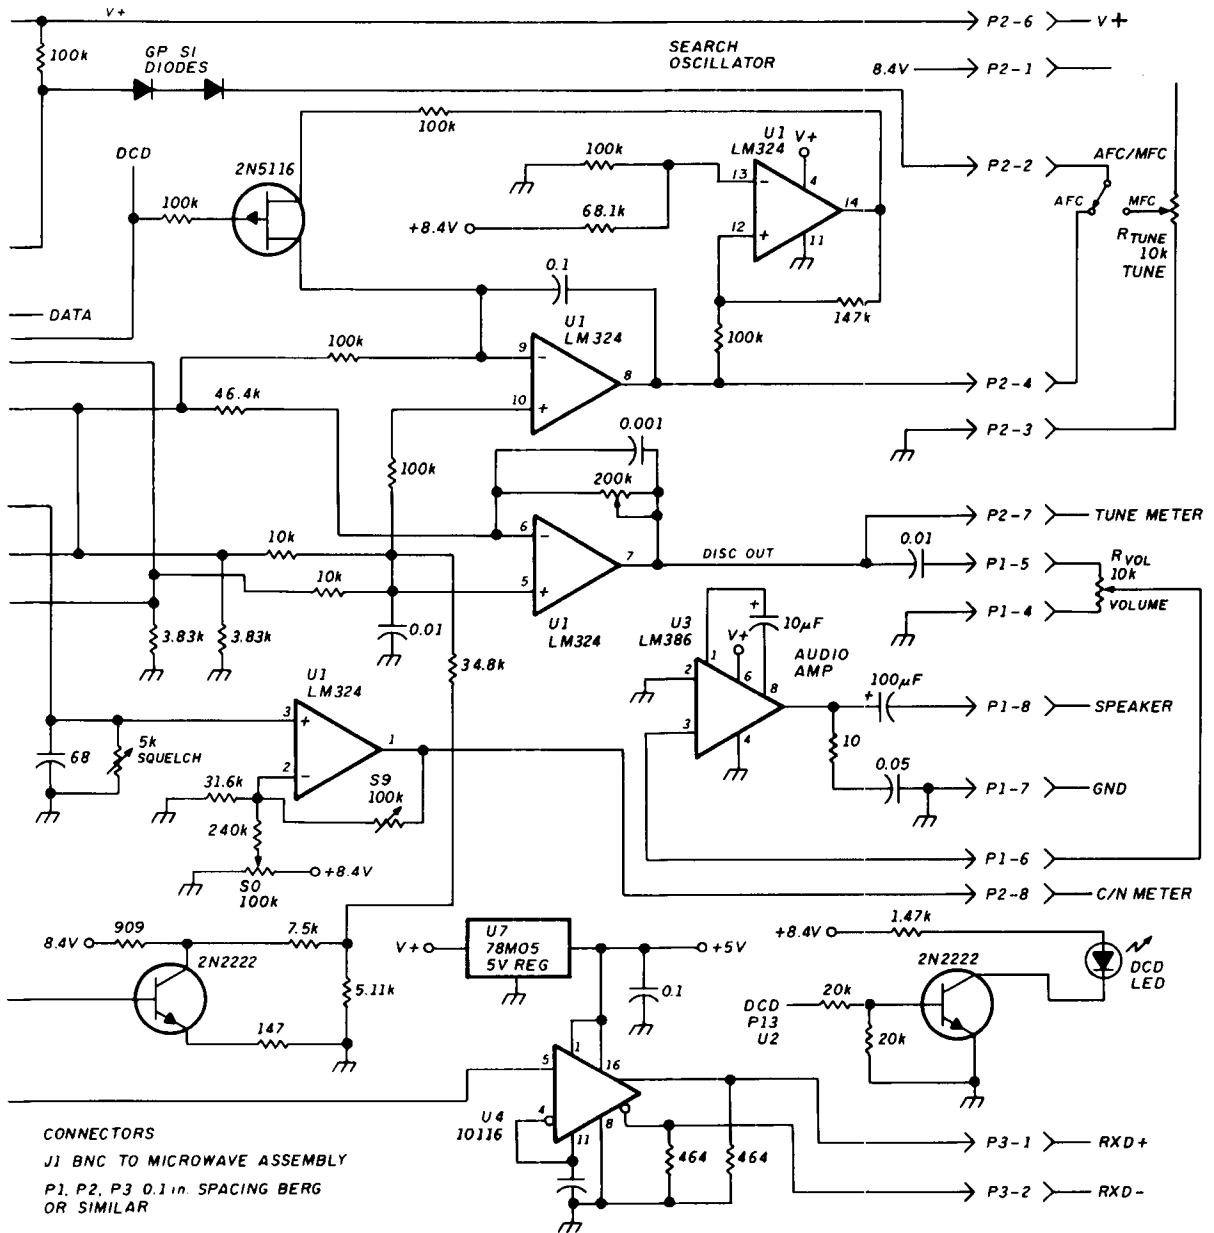 V+
P2-6
V+
100k
GP SI
DIODES
SEARCH
OSCILLATOR
8.4V
P2-1
100k
DCD
2N5116
100k
100k
U1
LM324
V+
13
4
14
12
11
68.1k
+8.4V
P2-2
AFC/MFC
AFC
MFC
RTUNE
10k
TUNE
0.1
147k
DATA
100k
U1
LM324
9
8
10
100k
P2-4
46.4k
P2-3
0.001
100k
200k
P2-7
TUNE METER
10k
6
7
5
DISC OUT
0.01
P1-5
RVOL
10k
VOLUME
10k
U1
LM324
P1-4
3.83k
3.83k
0.01
34.8k
U3
LM386
V+
10µF
+
1
2
6
8
3
4
AUDIO
AMP
100µF
+
P1-8
SPEAKER
U1
LM324
3
1
2
68
5k
SQUELCH
10
0.05
P1-7
GND
31.6k
S9
100k
240k
+8.4V
S0
100k
P1-6
P2-8
C/N METER
8.4V
909
7.5k
2N2222
5.11k
147
V+
U7
78M05
5V REG
+5V
0.1
+8.4V
1.47k
2N2222
DCD
LED
DCD
P13
U2
20k
20k
5
1
16
4
11
8
U4
10116
464
464
P3-1
RXD+
P3-2
RXD-
CONNECTORS
J1 BNC TO MICROWAVE ASSEMBLY
P1, P2, P3 0.1 in. SPACING BERG
OR SIMILAR